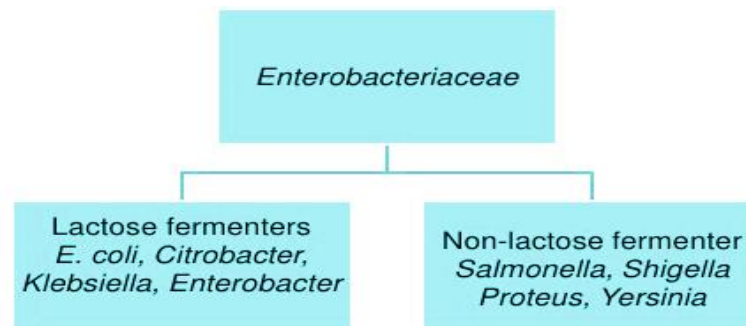 Enterobacteriaceae
Lactose fermenters
E. coli, Citrobacter,
Klebsiella, Enterobacter
Non-lactose fermenter
Salmonella, Shigella
Proteus, Yersinia